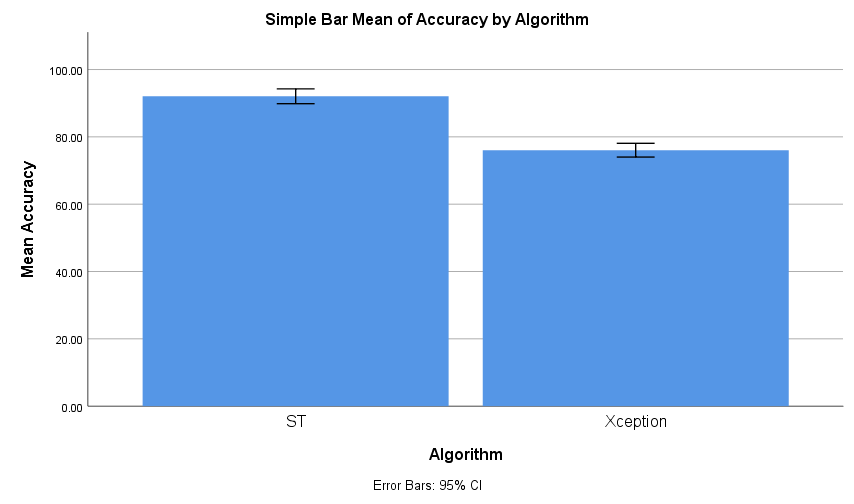 Simple Bar Mean of Accuracy by Algorithm
Mean Accuracy
100.00
80.00
60.00
40.00
20.00
0.00
ST Xception
Algorithm
Error Bars: 95% CI